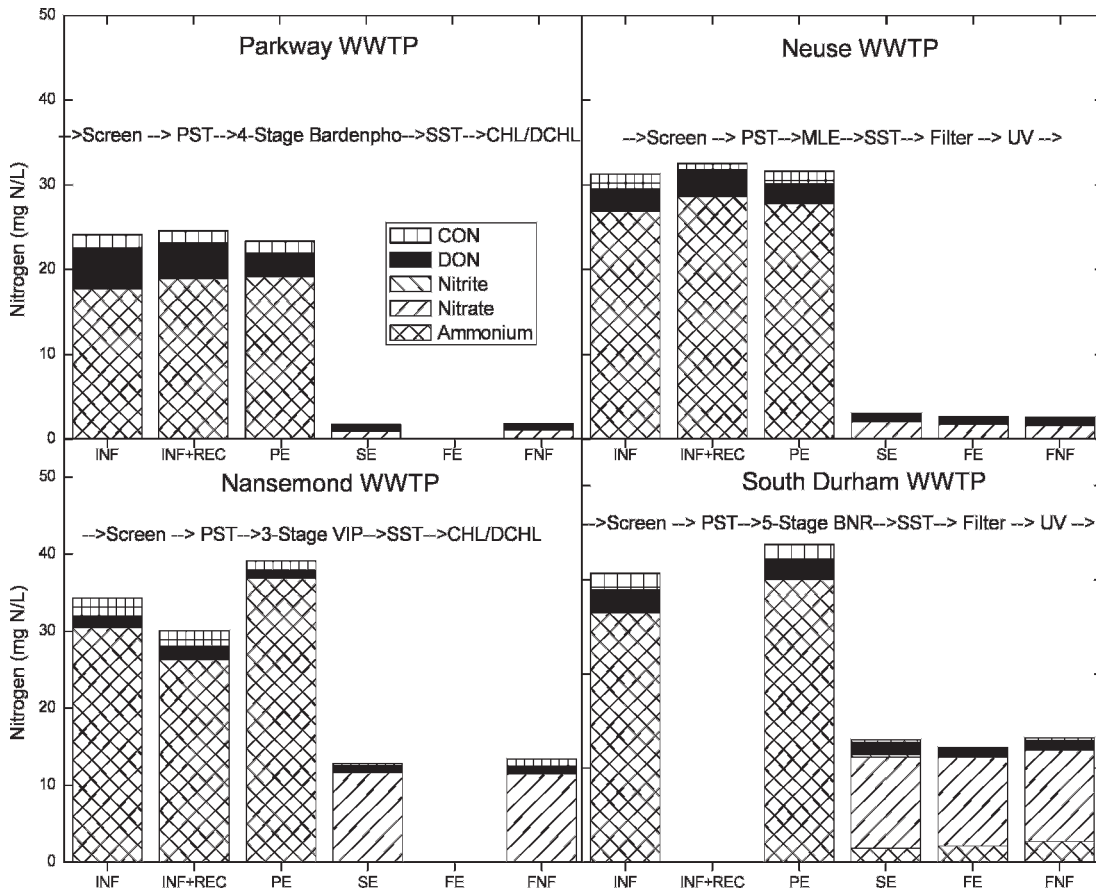 Parkway WWTP
-->Screen --> PST-->4-Stage Bardenpho-->SST-->CHL/DCHL
Nitrogen (mg N/L)
50
40
30
20
10
0
CON
DON
Nitrite
Nitrate
Ammonium
INF INF+REC PE SE FE FNF
Neuse WWTP
-->Screen --> PST-->MLE-->SST--> Filter --> UV -->
INF INF+REC PE SE FE FNF
Nansemond WWTP
-->Screen --> PST-->3-Stage VIP-->SST-->CHL/DCHL
Nitrogen (mg N/L)
50
40
30
20
10
0
INF INF+REC PE SE FE FNF
South Durham WWTP
-->Screen --> PST-->5-Stage BNR-->SST--> Filter --> UV -->
INF INF+REC PE SE FE FNF